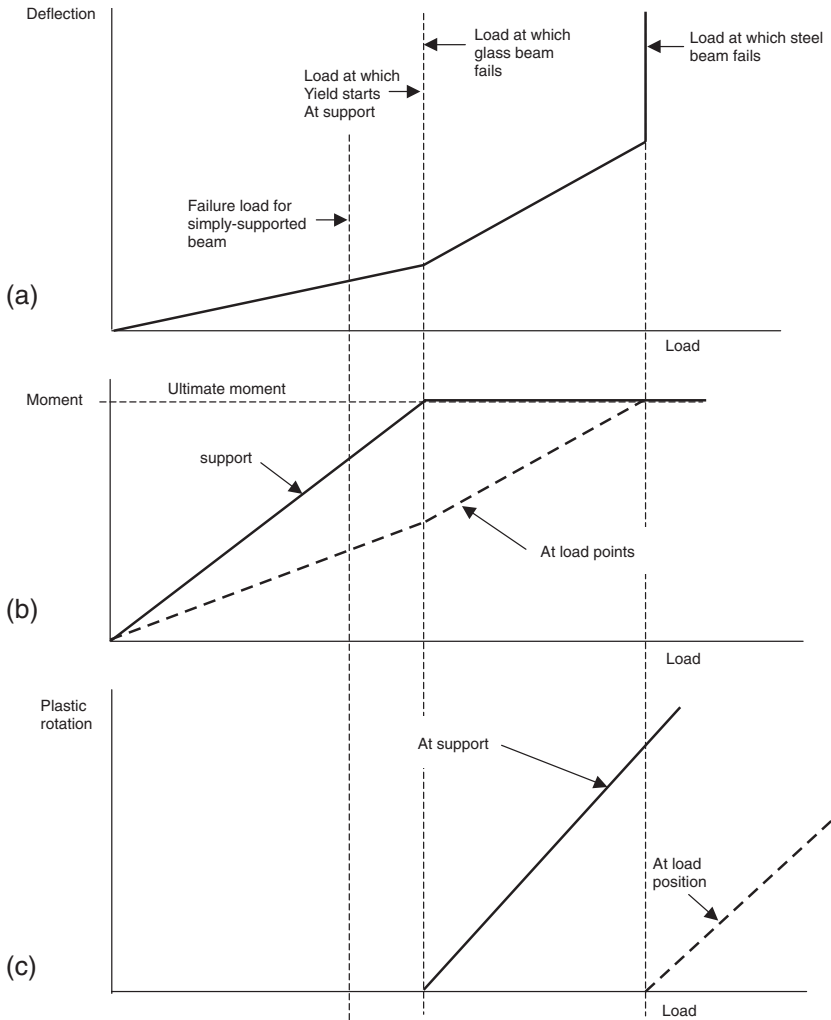 Deflection
Load at which
glass beam
fails
Load at which steel
beam fails
Load at which
Yield starts
At support
Failure load for
simply-supported
beam
(a)
Load
Ultimate moment
Moment
support
At load points
(b)
Load
Plastic
rotation
At support
At load
position
(c)
Load